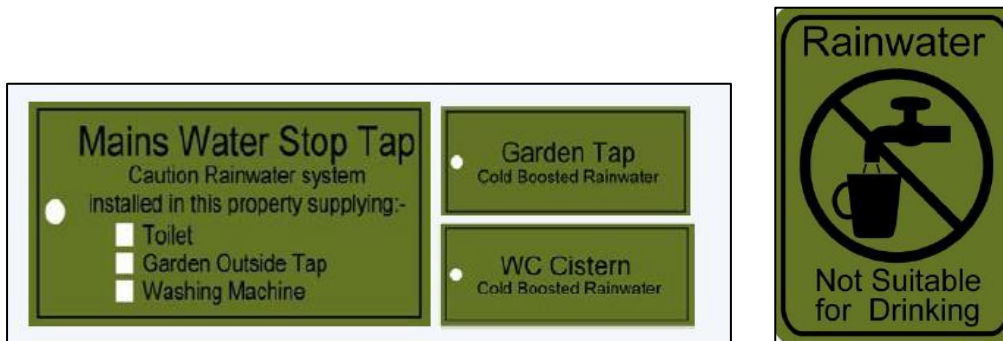 Mains Water Stop Tap
Caution Rainwater system
installed in this property supplying:-
Toilet
Garden Outside Tap
Washing Machine
Garden Tap
Cold Boosted Rainwater
WC Cistern
Cold Boosted Rainwater
Rainwater
Not Suitable
for Drinking